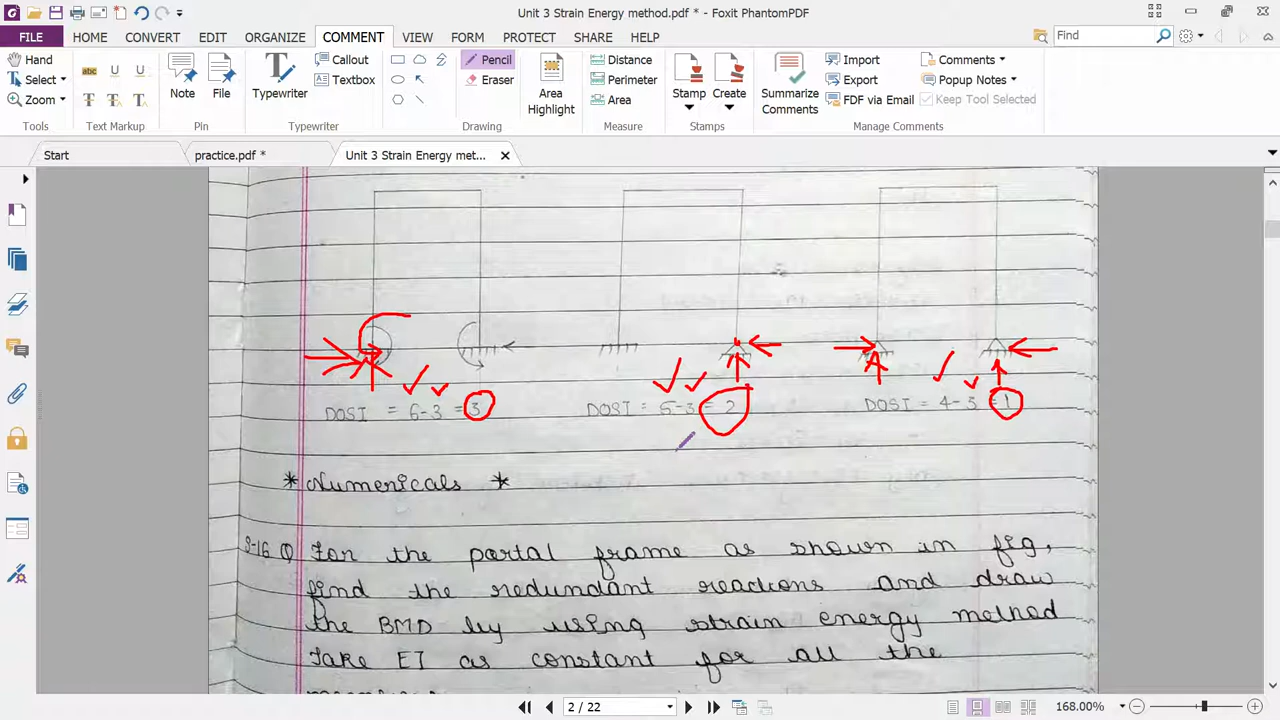 Unit 3 Strain Energy method.pdf * - Foxit PhantomPDF
FILE HOME CONVERT EDIT ORGANIZE COMMENT VIEW FORM PROTECT SHARE HELP Find
Hand Select Zoom Tools
Text Markup
Note File Pin
Typewriter Callout Textbox Typewriter
Pencil Eraser Area Highlight Drawing
Distance Perimeter Area Measure
Stamp Create Stamps
Summarize Comments Import Export FDF via Email Comments Popup Notes Keep Tool Selected Manage Comments
Start practice.pdf * Unit 3 Strain Energy met...
DOSI = 6-3 = 3 DOSI = 5-3 = 2 DOSI = 4-3 = 1
* Numericals *
S-16 Q) For the portal frame as shown in fig,
find the redundant reactions and draw
the BMD by using strain energy method
Take EI as constant for all the
2 / 22 168.00%